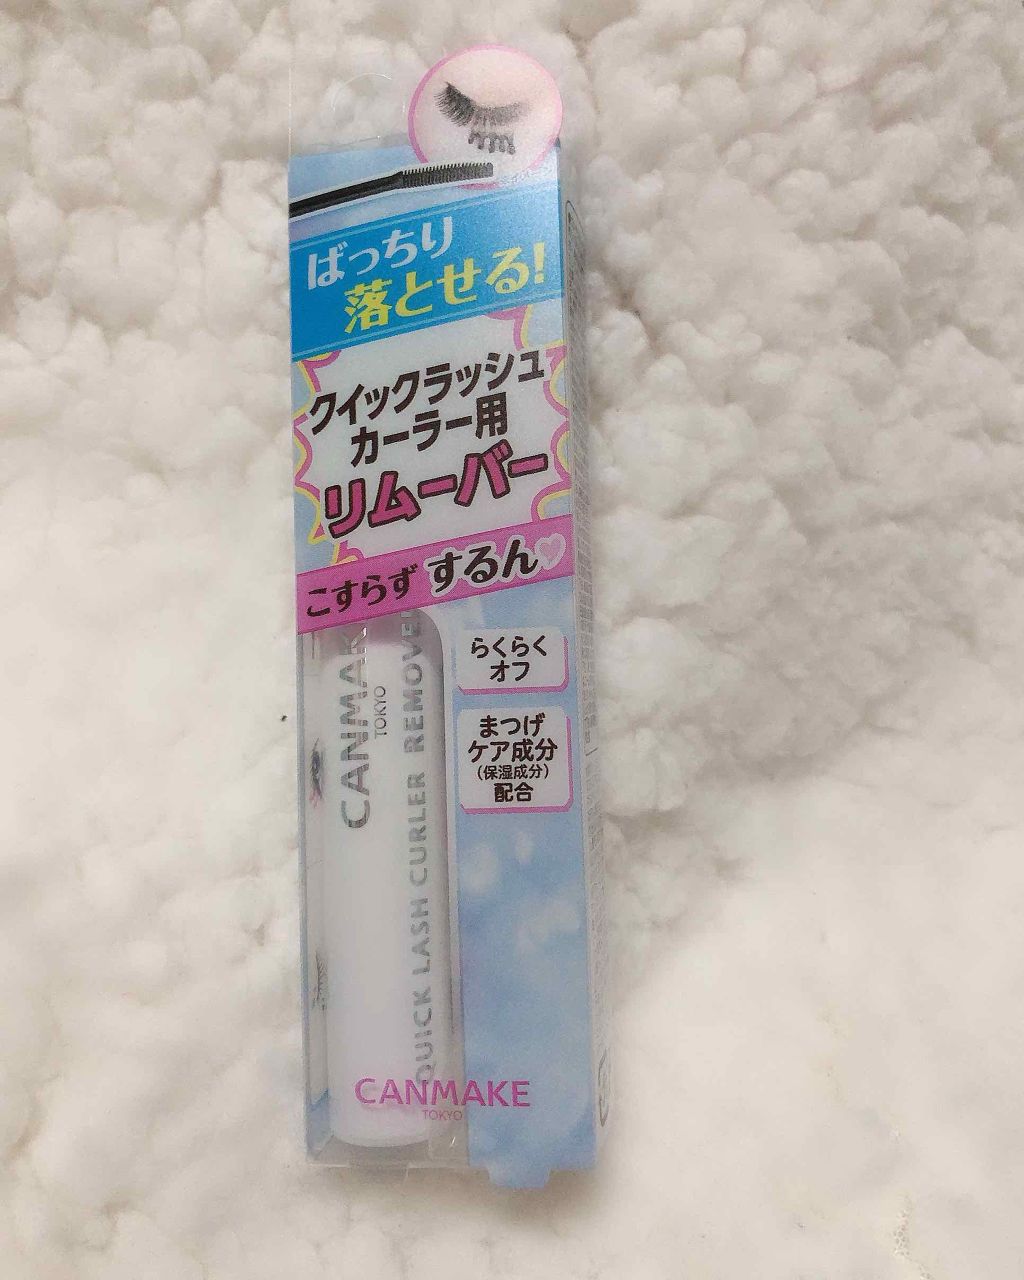 ばっちり
落とせる!
クイックラッシュ
カーラー用
リムーバー
こすらず するん♡
らくらく
オフ
まつげ
ケア成分
(保湿成分)
配合
CANMAK
TOKYO
QUICK LASH CURLER REMOVER
CANMAKE
TOKYO